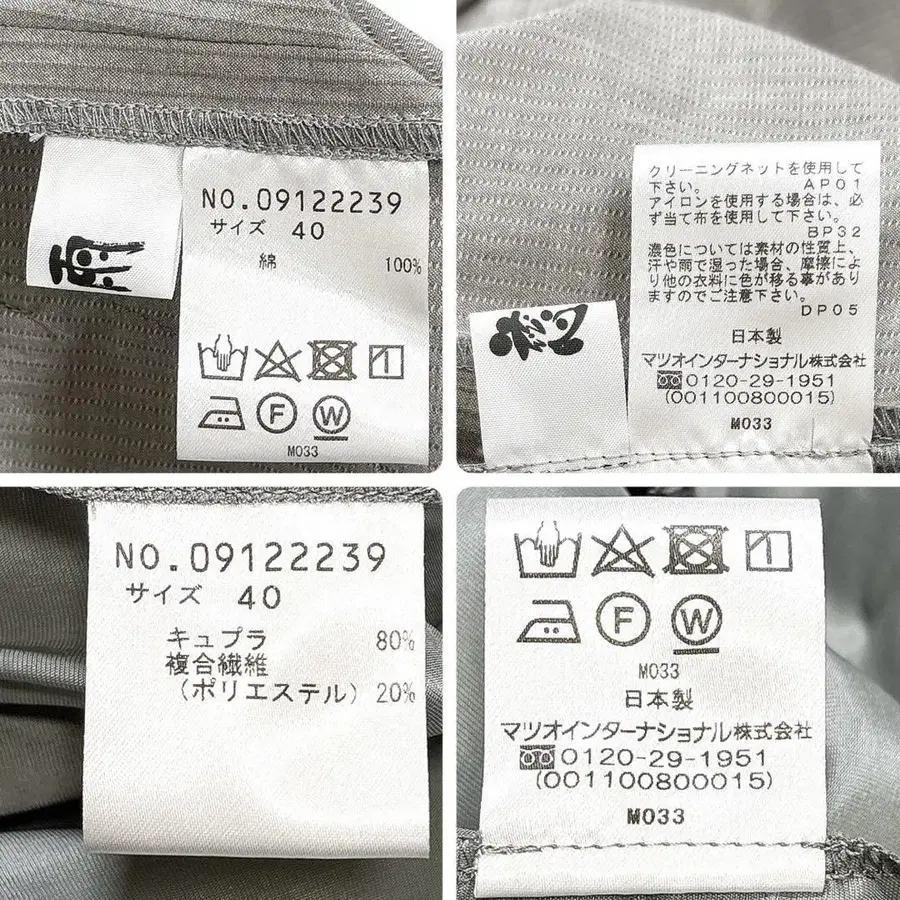 NO.09122239
サイズ 40
綿 100%
F W
M033
クリーニングネットを使用して
下さい。 AP01
アイロンを使用する場合は、必
ず当て布を使用して下さい。
BP32
濃色については素材の性質上、
汗や雨で湿った場合、摩擦によ
り他の衣料に色が移る事があり
ますのでご注意下さい。
DP05
日本製
マツオインターナショナル株式会社
0120-29-1951
(001100800015)
M033
NO.09122239
サイズ 40
キュプラ 80%
複合繊維
(ポリエステル) 20%
F W
M033
日本製
マツオインターナショナル株式会社
0120-29-1951
(001100800015)
M033